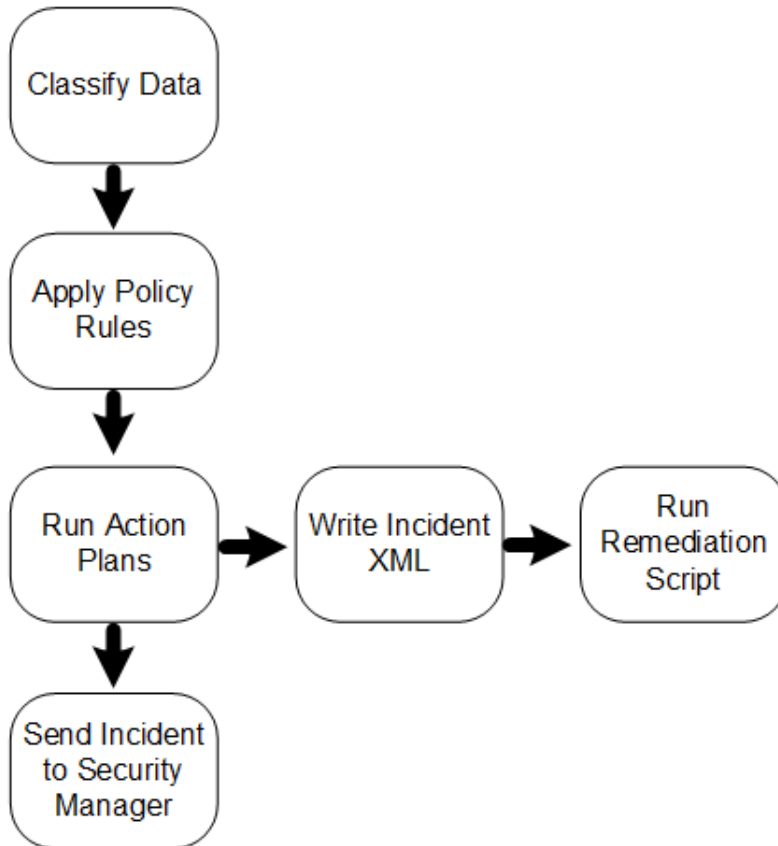 Classify Data
Apply Policy
Rules
Run Action
Plans
Write Incident
XML
Run
Remediation
Script
Send Incident
to Security
Manager